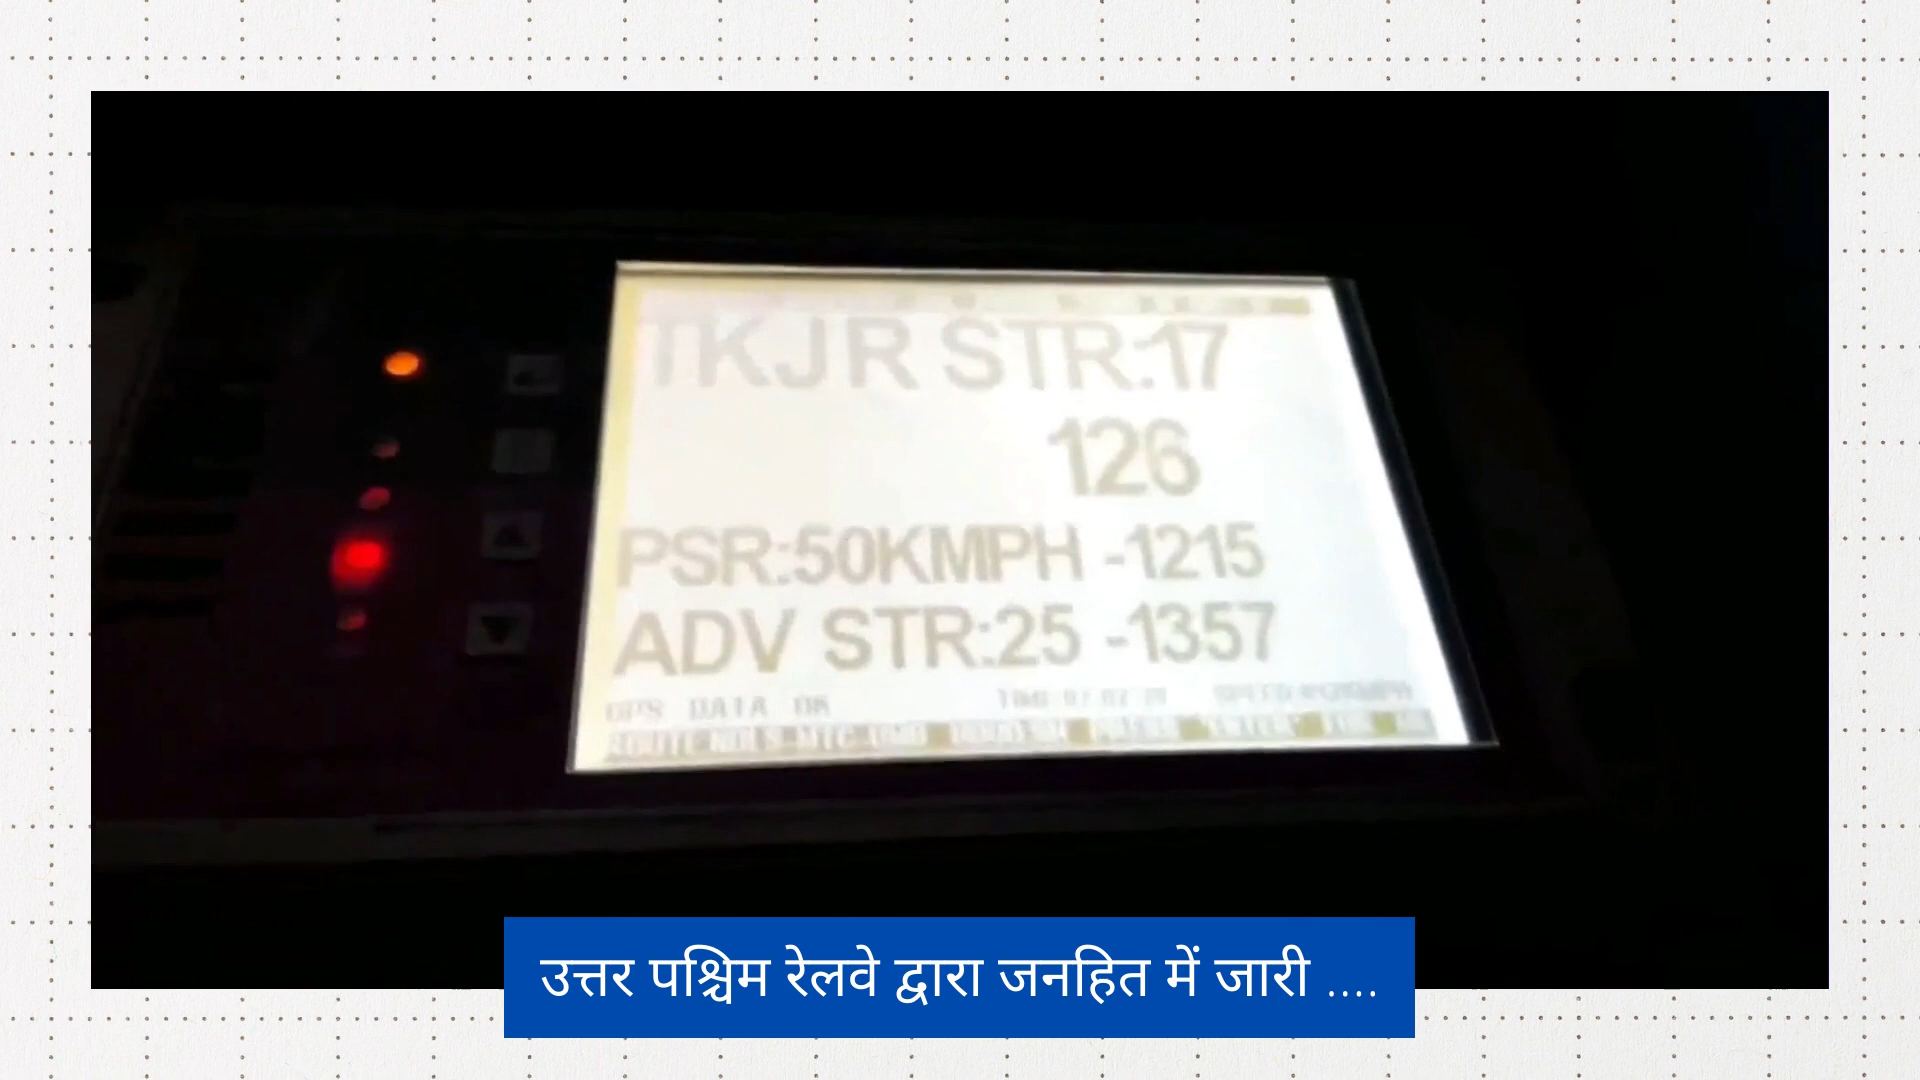 TKJR STR:17
126
PSR:50KMPH -1215
ADV STR:25 -1357
GPS DATA OK
उत्तर पश्चिम रेलवे द्वारा जनहित में जारी ....